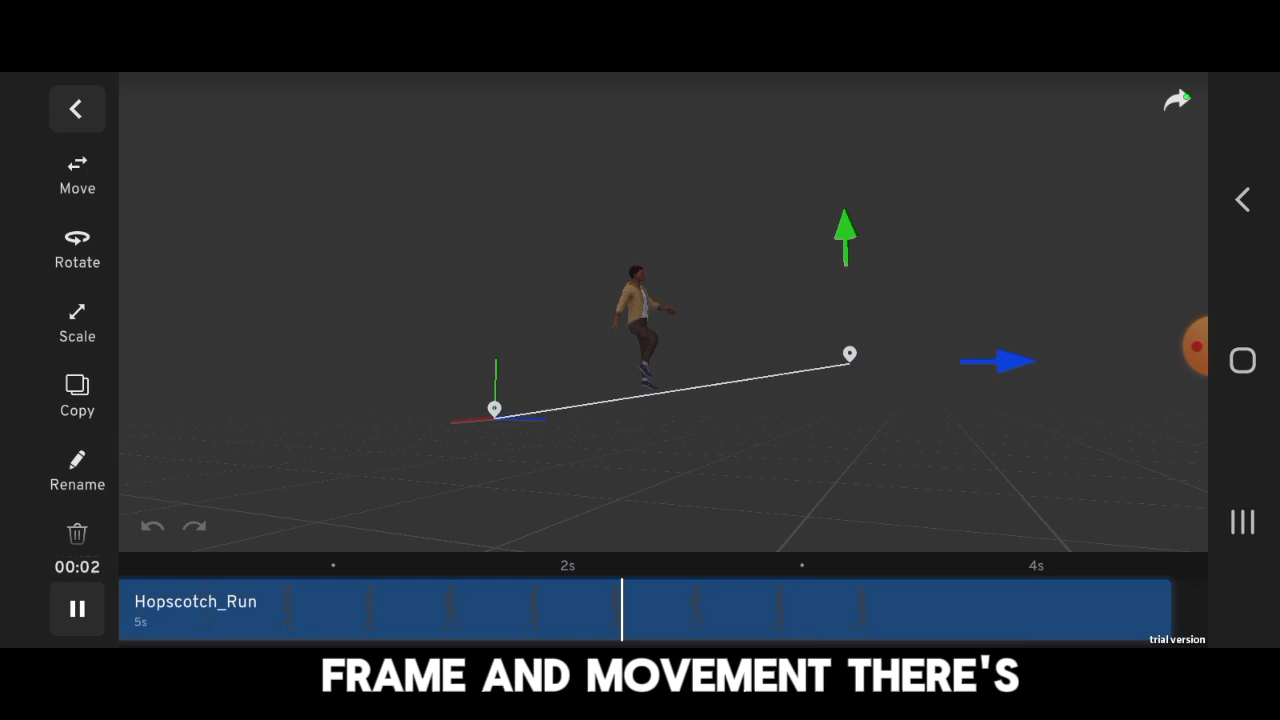 Move
Rotate
Scale
Copy
Rename
00:02
2s
4s
Hopscotch_Run
5s
trial version
FRAME AND MOVEMENT THERE'S